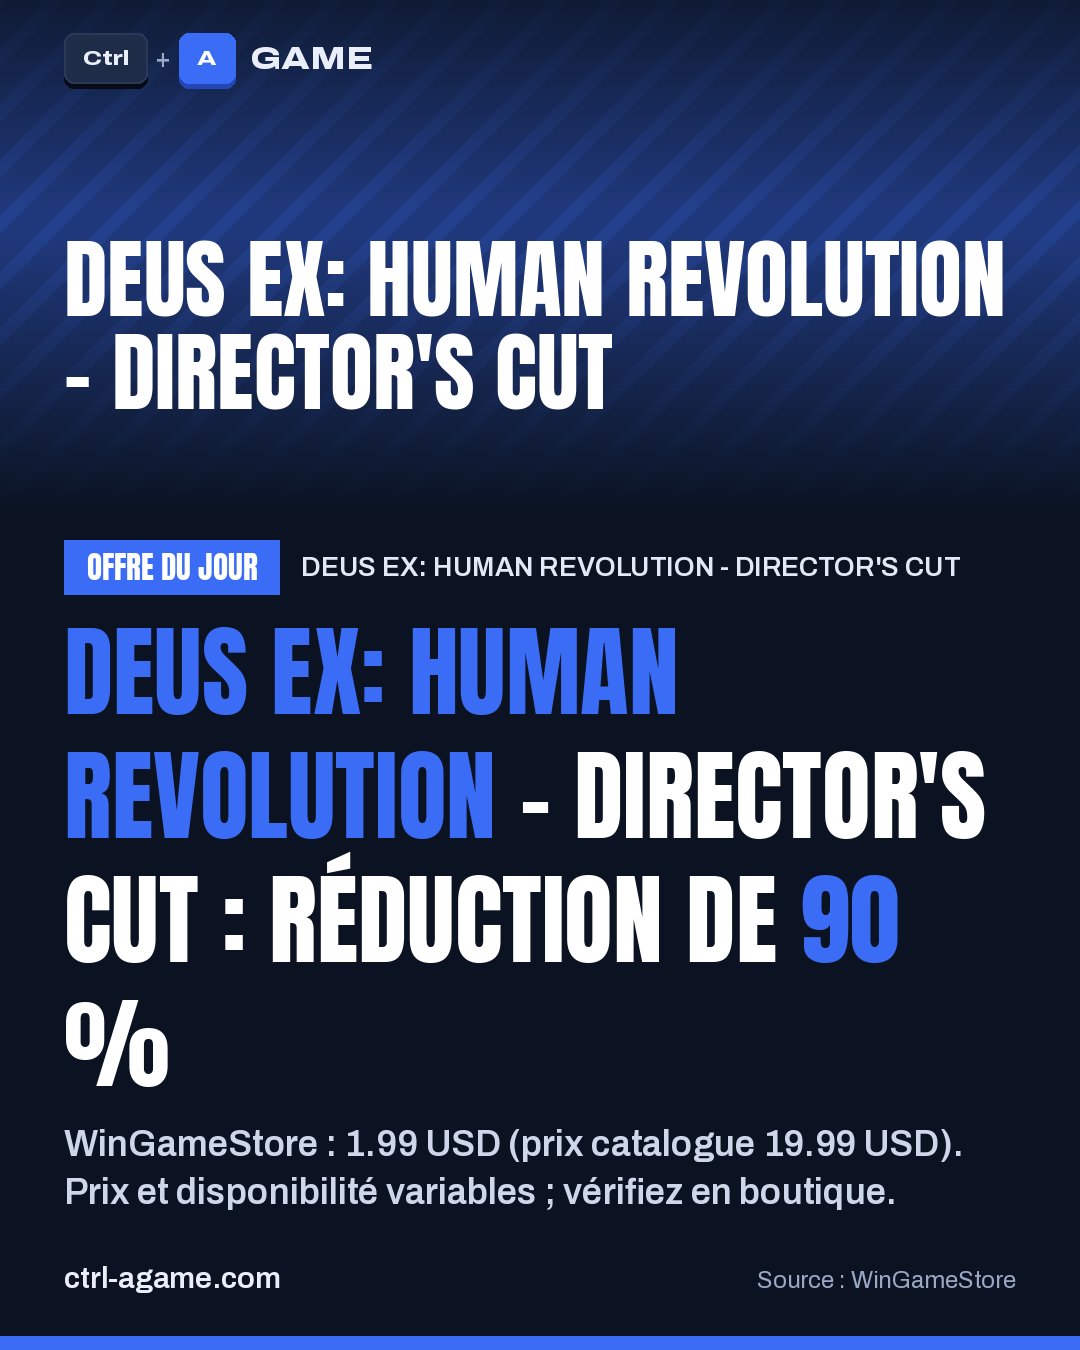 Ctrl + A GAME
DEUS EX: HUMAN REVOLUTION
- DIRECTOR'S CUT
OFFRE DU JOUR DEUS EX: HUMAN REVOLUTION - DIRECTOR'S CUT
DEUS EX: HUMAN
REVOLUTION - DIRECTOR'S
CUT : RÉDUCTION DE 90
%
WinGameStore : 1.99 USD (prix catalogue 19.99 USD).
Prix et disponibilité variables ; vérifiez en boutique.
ctrl-agame.com Source : WinGameStore